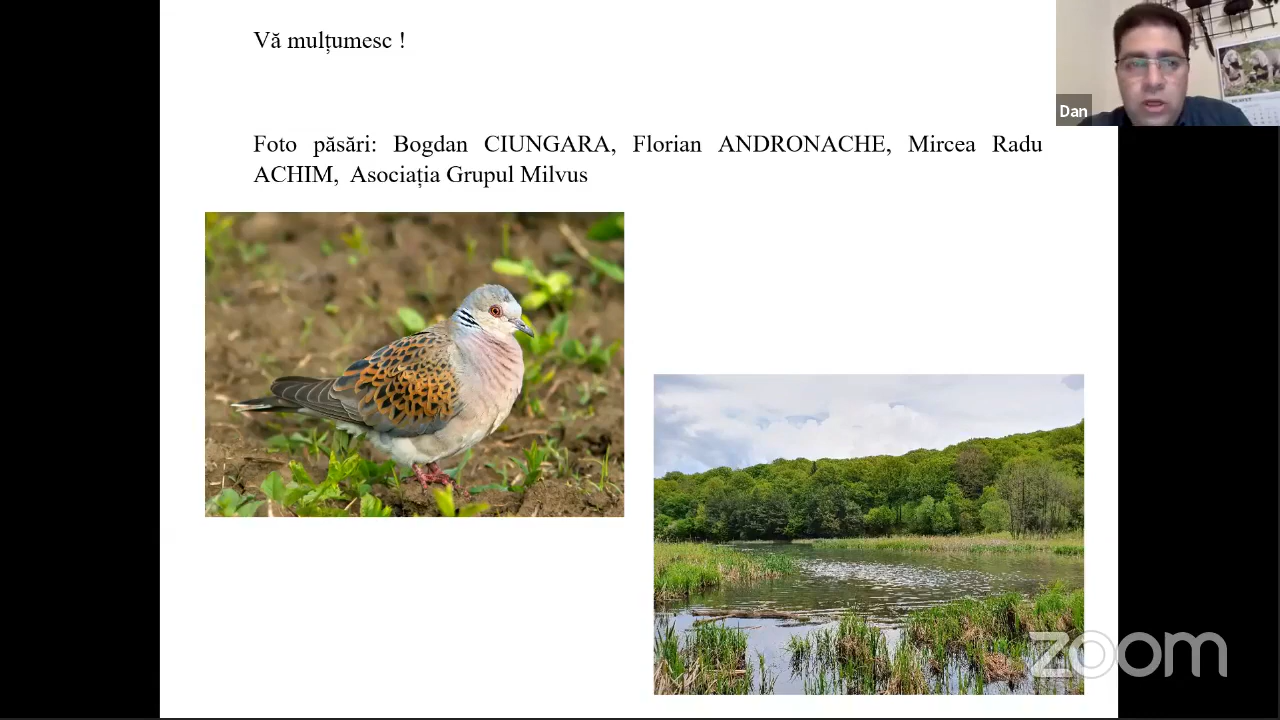 Vă mulțumesc !
Foto păsări: Bogdan CIUNGARA, Florian ANDRONACHE, Mircea Radu
ACHIM, Asociația Grupul Milvus
Dan
zoom